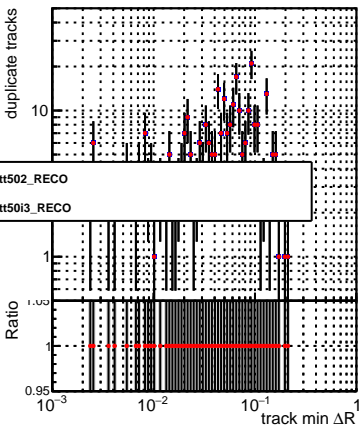 duplicate tracks
10
tt502_RECO
tt50i3_RECO
1
1.05
Ratio
1
0.95
10⁻³ 10⁻² 10⁻¹ 1
track min ΔR